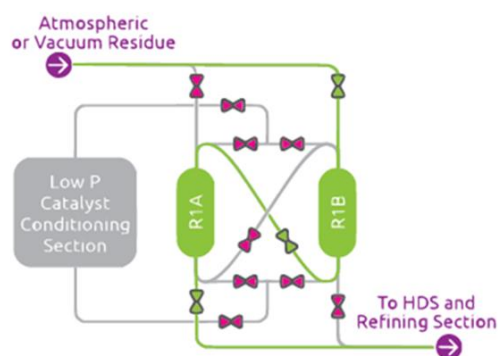 Atmospheric
or Vacuum Residue
Low P
Catalyst
Conditioning
Section
R1A
R1B
To HDS and
Refining Section